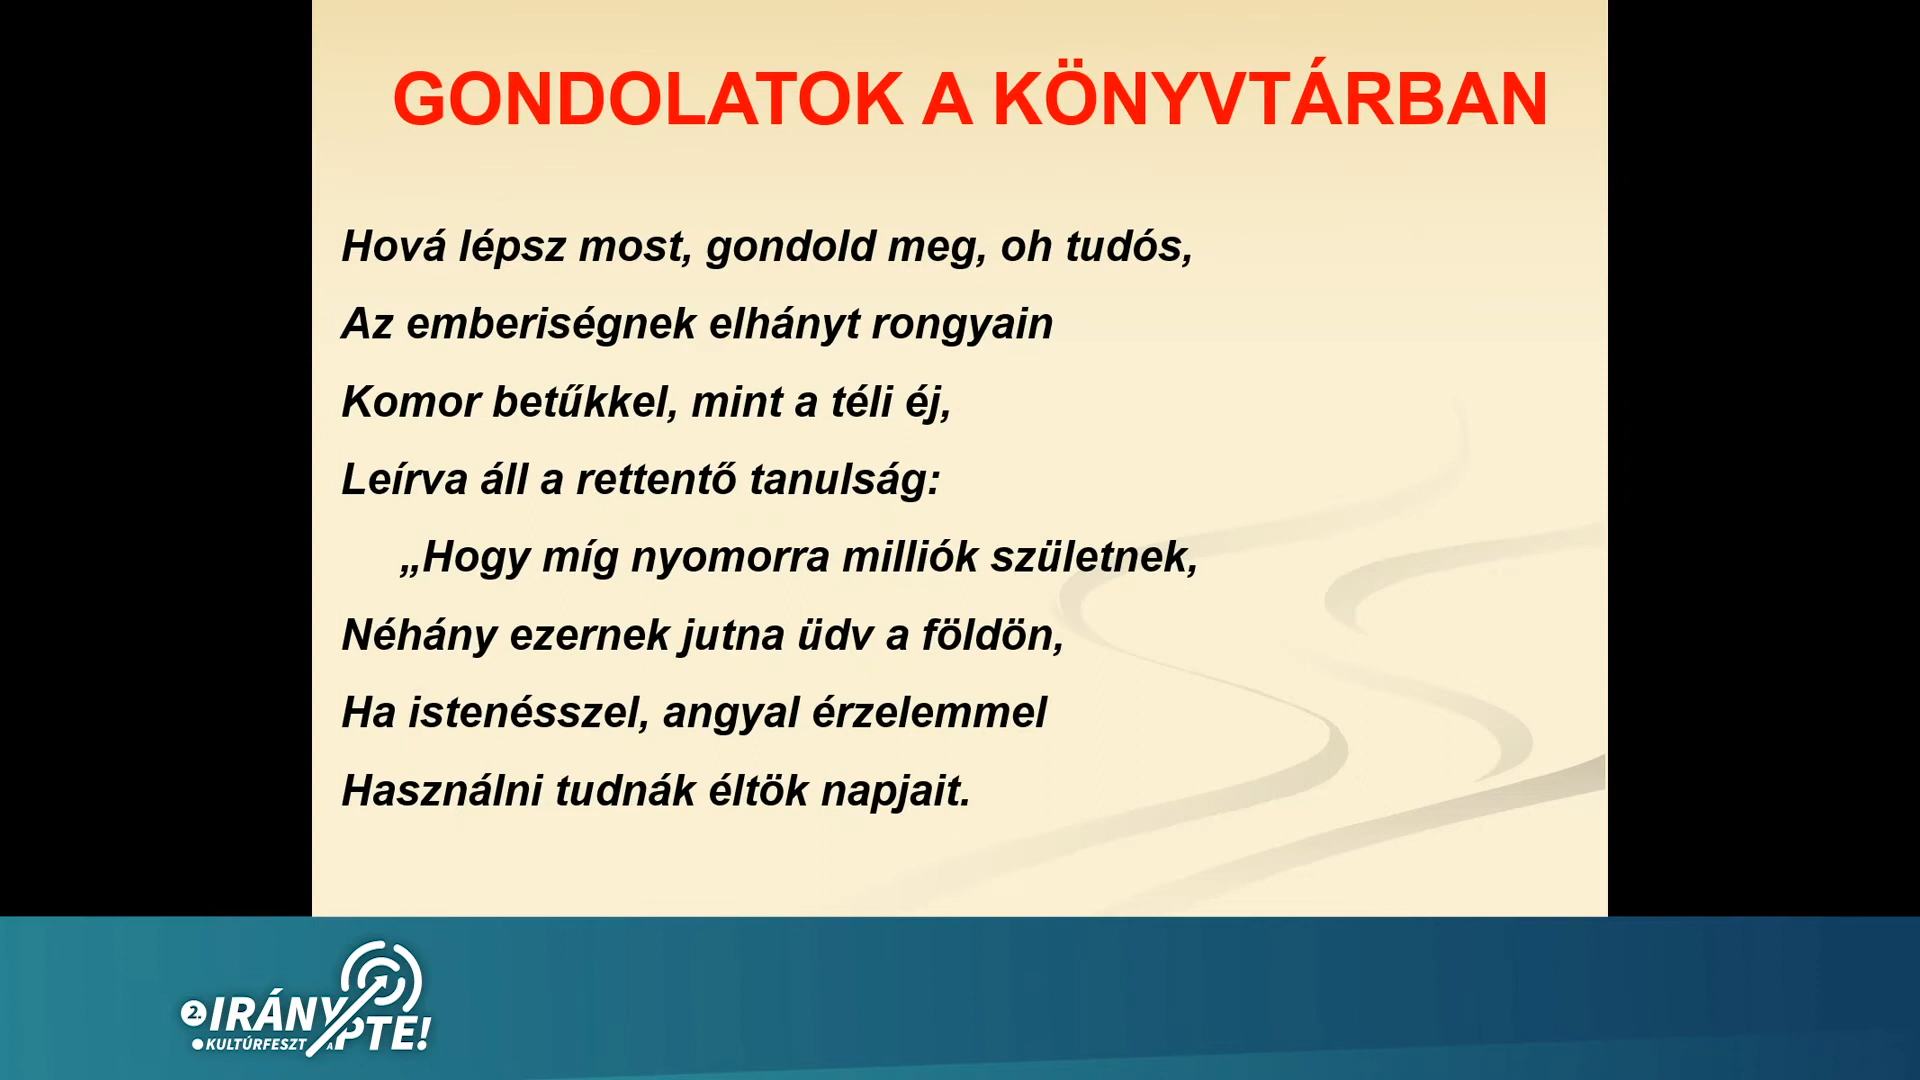 GONDOLATOK A KÖNYVTÁRBAN
Hová lépsz most, gondold meg, oh tudós,
Az emberiségnek elhányt rongyain
Komor betűkkel, mint a téli éj,
Leírva áll a rettentő tanulság:
„Hogy míg nyomorra milliók születnek,
Néhány ezernek jutna üdv a földön,
Ha istenésszel, angyal érzelemmel
Használni tudnák éltök napjait.
2. IRÁNY
A PTE!
KULTÚRFESZT